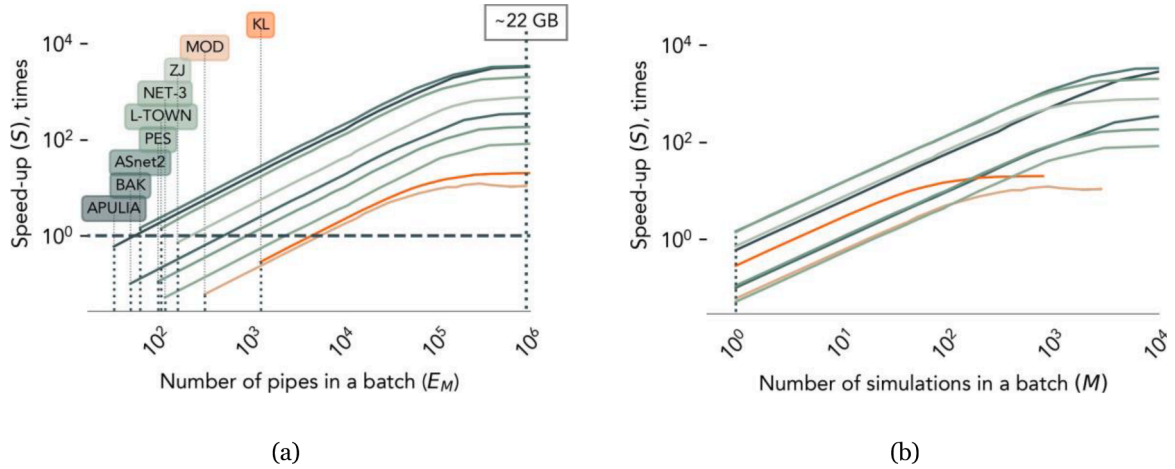 KL
~22 GB
MOD
ZJ
NET-3
L-TOWN
PES
ASnet2
BAK
APULIA
Speed-up (S), times
10⁴
10²
10⁰
10²
10³
10⁴
10⁵
10⁶
Number of pipes in a batch (E_M)
(a)
Speed-up (S), times
10⁴
10²
10⁰
10⁰
10¹
10²
10³
10⁴
Number of simulations in a batch (M)
(b)